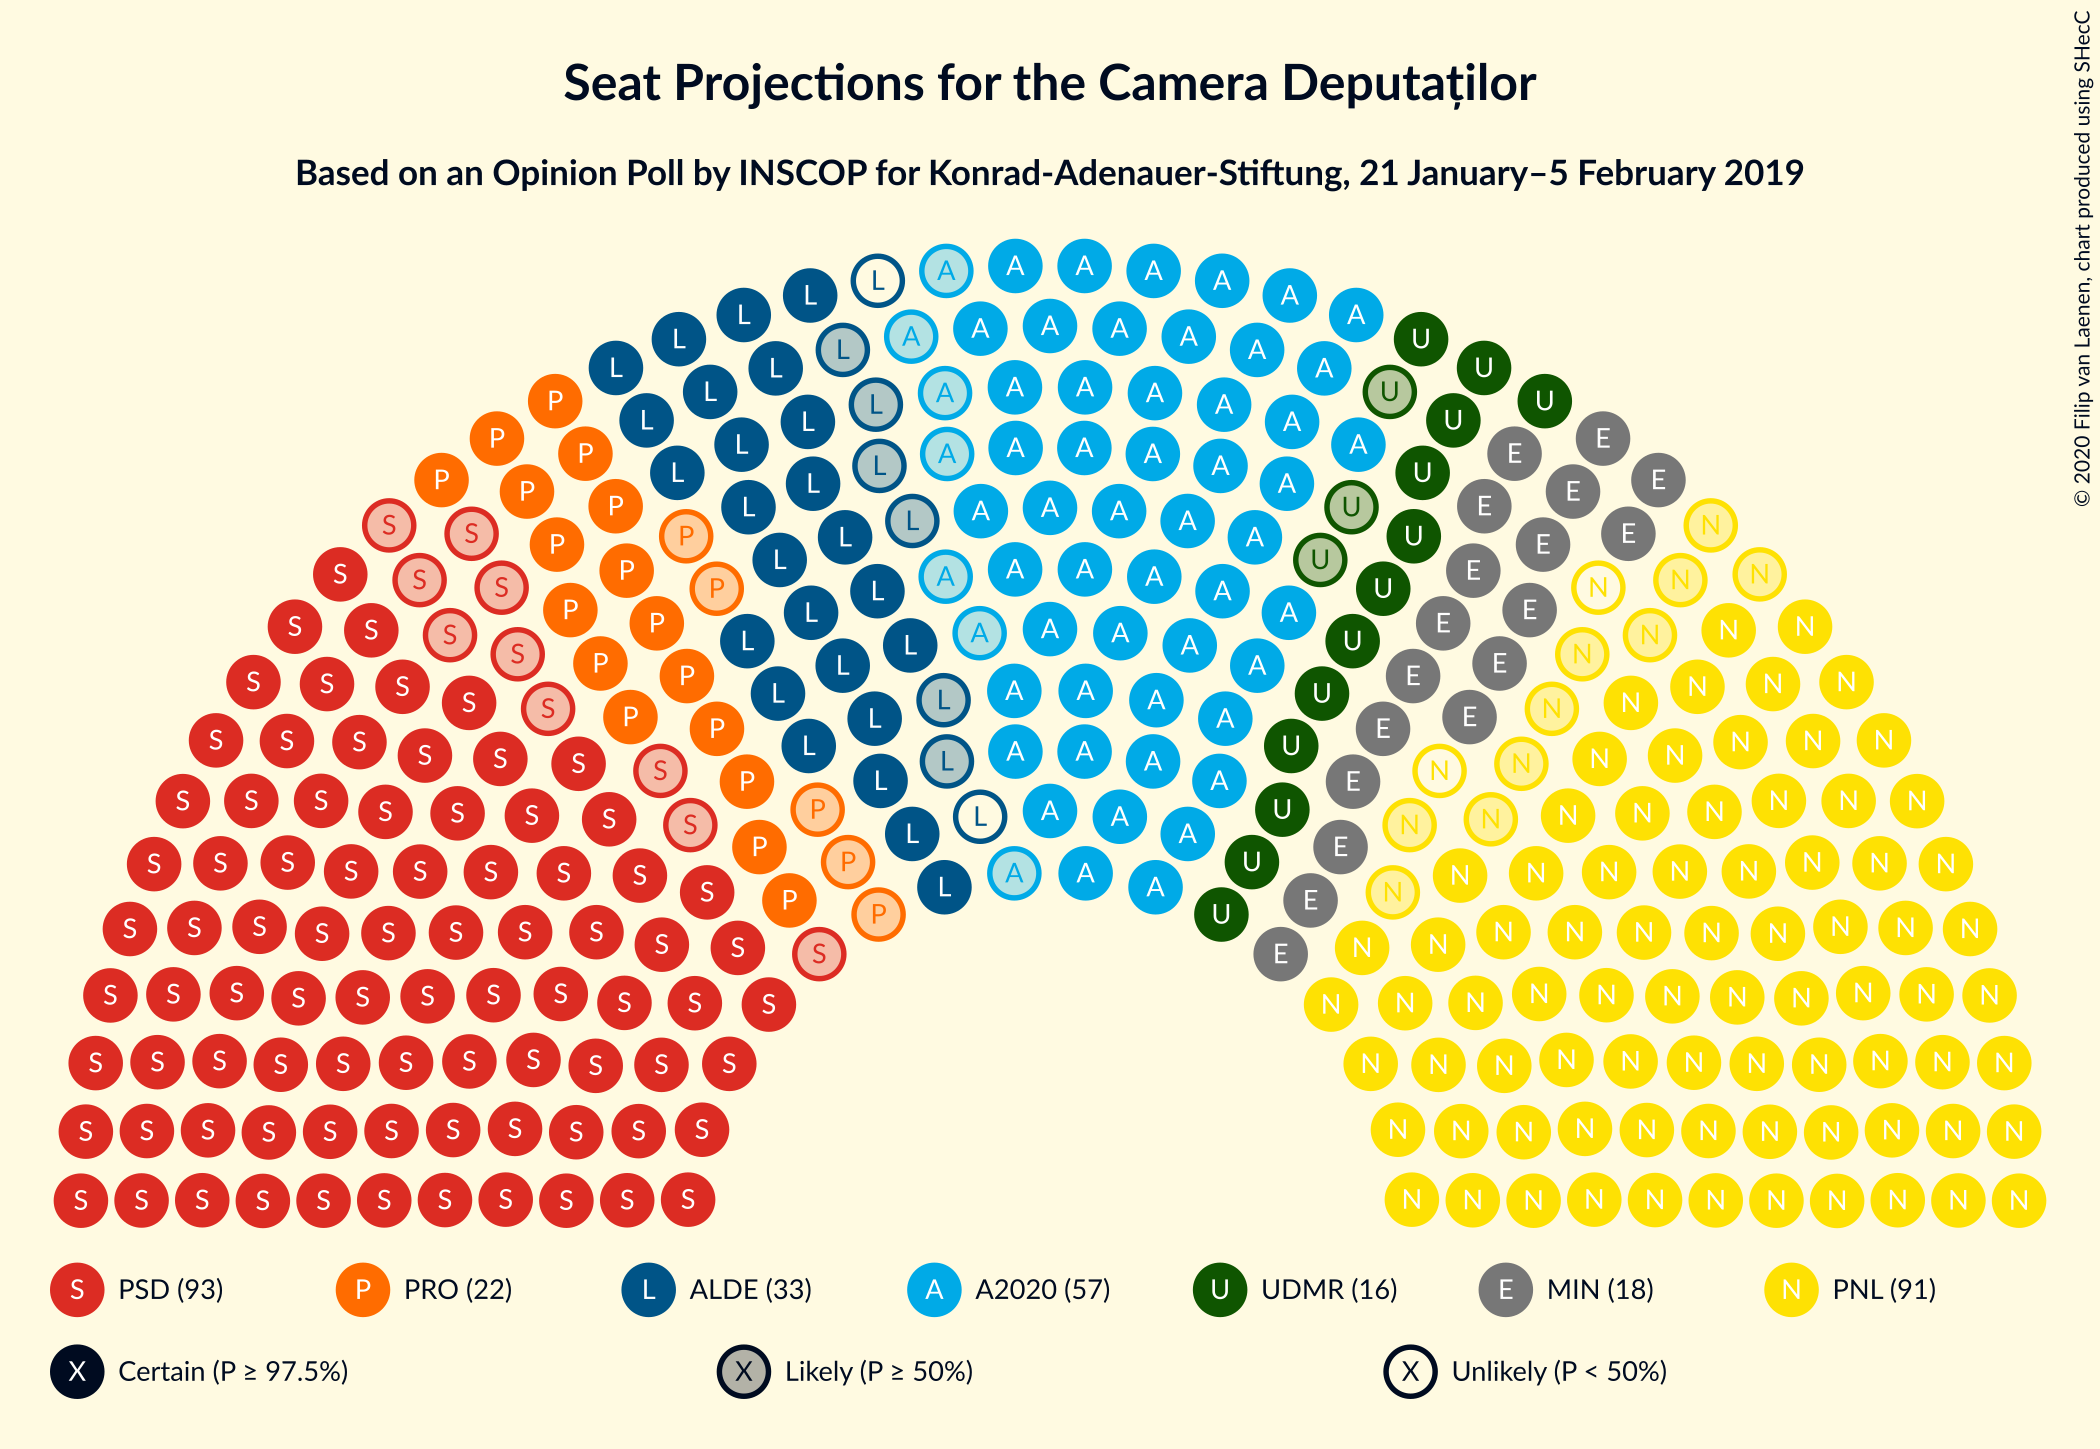 Seat Projections for the Camera Deputaților
Based on an Opinion Poll by INSCOP for Konrad-Adenauer-Stiftung, 21 January–5 February 2019
© 2020 Filip van Laenen, chart produced using SHecC
S PSD (93) P PRO (22) L ALDE (33) A A2020 (57) U UDMR (16) E MIN (18) N PNL (91)
X Certain (P ≥ 97.5%) X Likely (P ≥ 50%) X Unlikely (P < 50%)